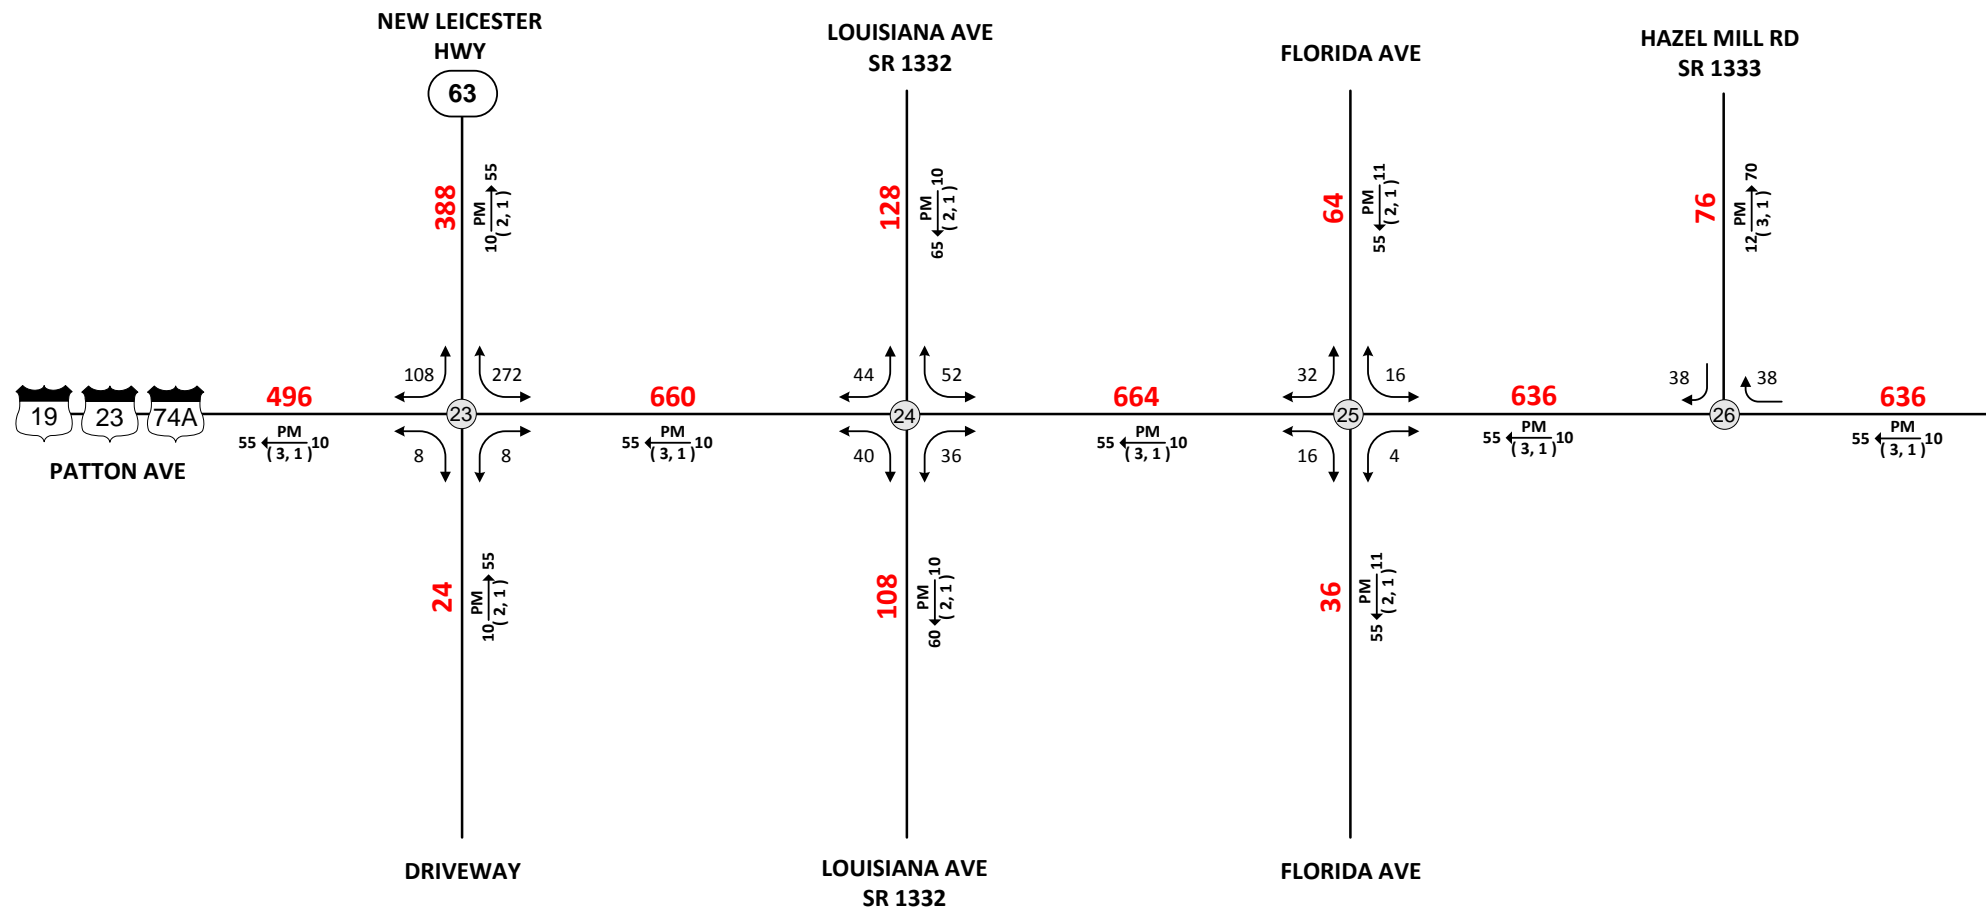 NEW LEICESTER
HWY
63
LOUISIANA AVE
SR 1332
FLORIDA AVE
HAZEL MILL RD
SR 1333
388
10 PM 55
( 2, 1 )
128
65 PM 10
( 2, 1 )
64
55 PM 11
( 2, 1 )
76
12 PM 70
( 3, 1 )
108
272
44
52
32
16
38
38
19
23
74A
496
23
660
24
664
25
636
26
636
55 PM 10
( 3, 1 )
55 PM 10
( 3, 1 )
55 PM 10
( 3, 1 )
55 PM 10
( 3, 1 )
55 PM 10
( 3, 1 )
PATTON AVE
8
8
40
36
16
4
24
10 PM 55
( 2, 1 )
108
60 PM 10
( 2, 1 )
36
55 PM 11
( 2, 1 )
DRIVEWAY
LOUISIANA AVE
SR 1332
FLORIDA AVE